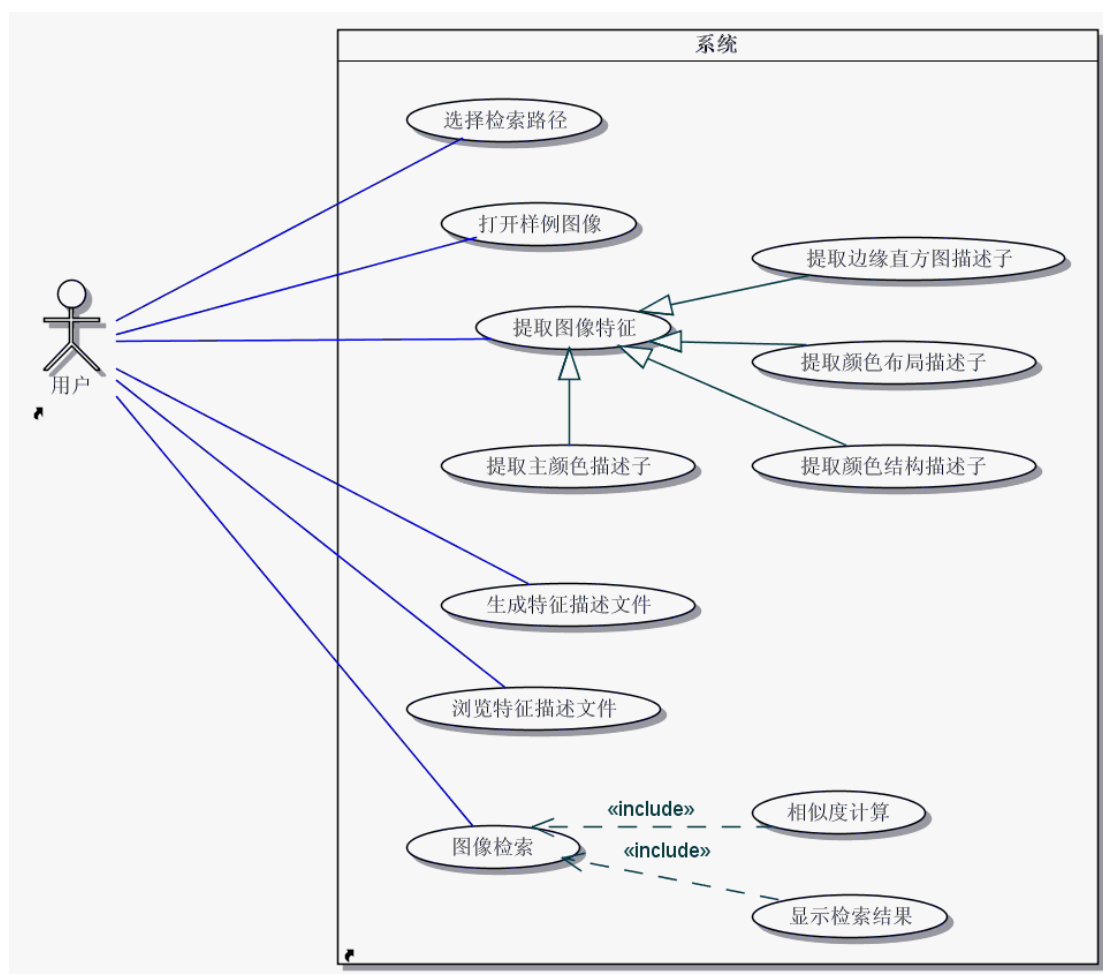 系统
选择检索路径
打开样例图像
提取边缘直方图描述子
提取图像特征
提取颜色布局描述子
用户
提取主颜色描述子
提取颜色结构描述子
生成特征描述文件
浏览特征描述文件
«include»
相似度计算
图像检索
«include»
显示检索结果